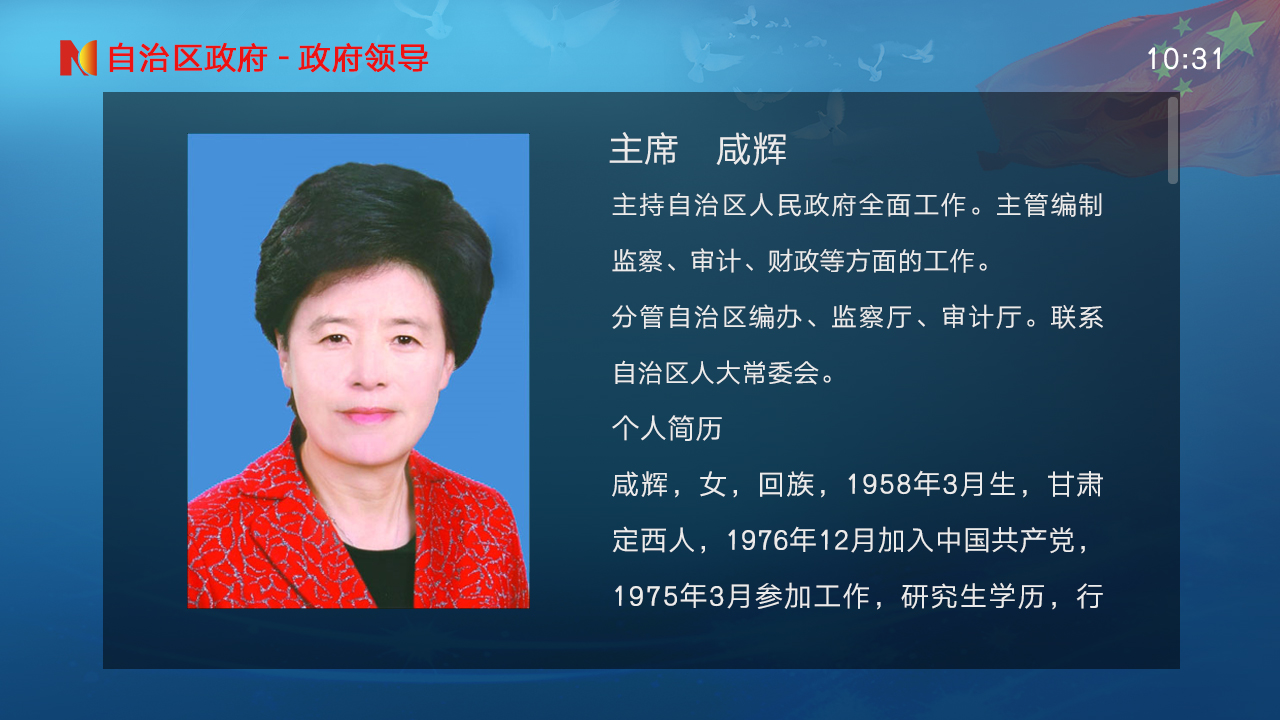 自治区政府 - 政府领导
10:31
主席 咸辉
主持自治区人民政府全面工作。主管编制
监察、审计、财政等方面的工作。
分管自治区编办、监察厅、审计厅。联系
自治区人大常委会。
个人简历
咸辉，女，回族，1958年3月生，甘肃
定西人，1976年12月加入中国共产党，
1975年3月参加工作，研究生学历，行